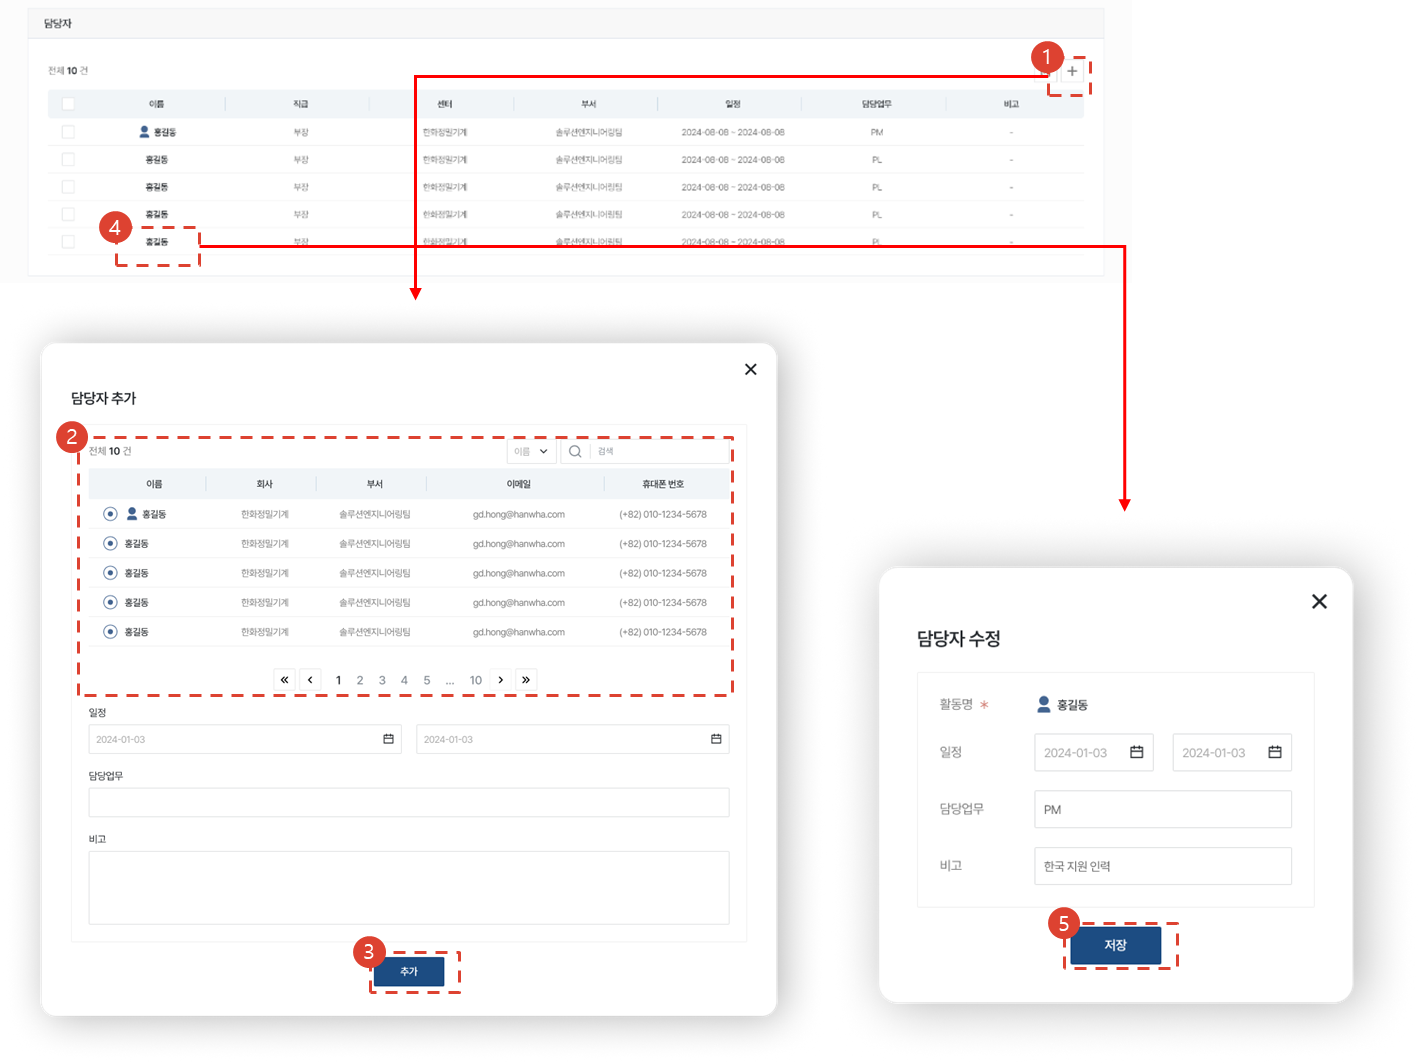 담당자
전체 10 건
1
+
이름 직급 센터 부서 일정 담당업무 비고
홍길동 부장 한화정밀기계 솔루션엔지니어링팀 2024-08-08 ~ 2024-08-08 PM -
홍길동 부장 한화정밀기계 솔루션엔지니어링팀 2024-08-08 ~ 2024-08-08 PL -
홍길동 부장 한화정밀기계 솔루션엔지니어링팀 2024-08-08 ~ 2024-08-08 PL -
홍길동 부장 한화정밀기계 솔루션엔지니어링팀 2024-08-08 ~ 2024-08-08 PL -
4
홍길동 부장 한화정밀기계 솔루션엔지니어링팀 2024-08-08 ~ 2024-08-08 PL -
담당자 추가
2
전체 10 건 이름 검색
이름 회사 부서 이메일 휴대폰 번호
홍길동 한화정밀기계 솔루션엔지니어링팀 gd.hong@hanwha.com (+82) 010-1234-5678
홍길동 한화정밀기계 솔루션엔지니어링팀 gd.hong@hanwha.com (+82) 010-1234-5678
홍길동 한화정밀기계 솔루션엔지니어링팀 gd.hong@hanwha.com (+82) 010-1234-5678
홍길동 한화정밀기계 솔루션엔지니어링팀 gd.hong@hanwha.com (+82) 010-1234-5678
홍길동 한화정밀기계 솔루션엔지니어링팀 gd.hong@hanwha.com (+82) 010-1234-5678
« ‹ 1 2 3 4 5 ... 10 › »
일정
2024-01-03 2024-01-03
담당업무
비고
3
추가
담당자 수정
활동명 * 홍길동
일정 2024-01-03 2024-01-03
담당업무 PM
비고 한국 지원 인력
5
저장